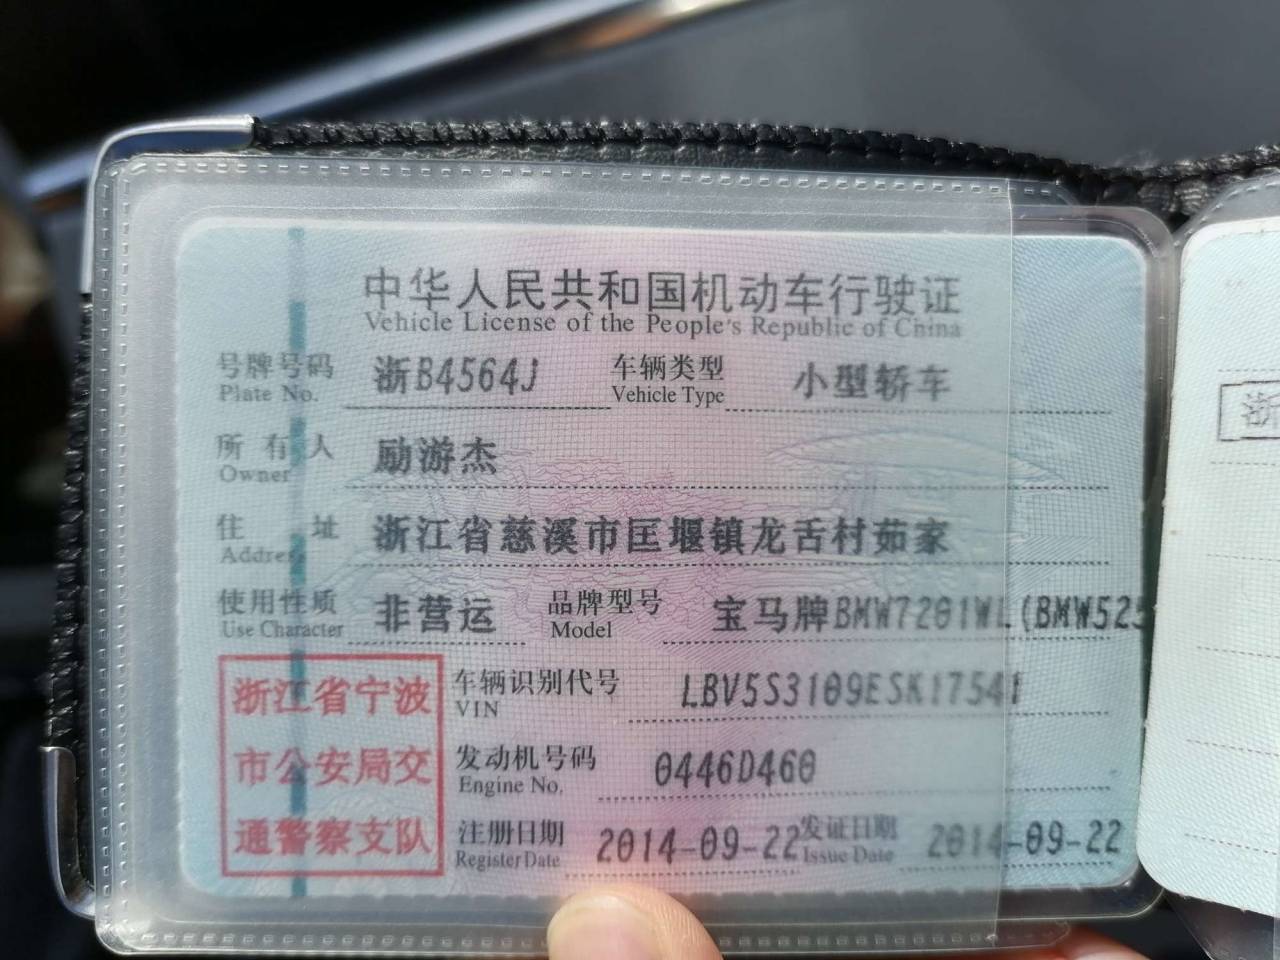 中华人民共和国机动车行驶证
Vehicle License of the People's Republic of China
号牌号码 浙B4564J 车辆类型 小型轿车
Plate No. Vehicle Type
所有人 励游杰
Owner
住址 浙江省慈溪市匡堰镇龙舌村茹家
Address
使用性质 非营运 品牌型号 宝马牌BMW7201WL(BMW525
Use Character Model
浙江省宁波
市公安局交
通警察支队
车辆识别代号 LBV5S3109ESK17541
VIN
发动机号码 0446D460
Engine No.
注册日期 2014-09-22 发证日期 2014-09-22
Register Date Issue Date
浙